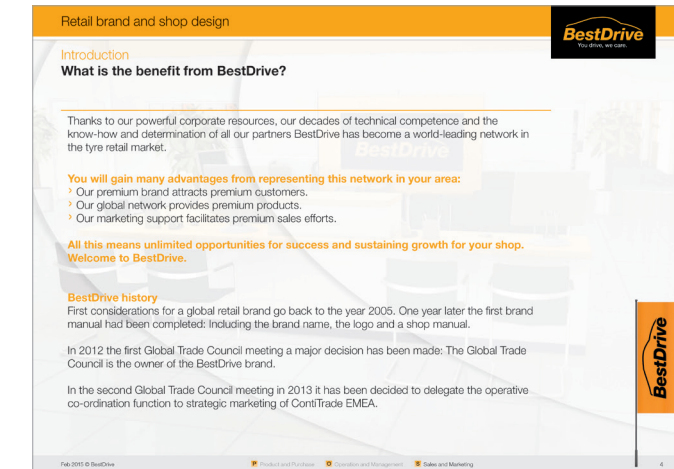 Retail brand and shop design
BestDrive
You drive, we care.
Introduction
What is the benefit from BestDrive?
Thanks to our powerful corporate resources, our decades of technical competence and the
know-how and determination of all our partners BestDrive has become a world-leading network in
the tyre retail market.
BestDrive
You will gain many advantages from representing this network in your area:
› Our premium brand attracts premium customers.
› Our global network provides premium products.
› Our marketing support facilitates premium sales efforts.
All this means unlimited opportunities for success and sustaining growth for your shop.
Welcome to BestDrive.
BestDrive history
First considerations for a global retail brand go back to the year 2005. One year later the first brand
manual had been completed: Including the brand name, the logo and a shop manual.
In 2012 the first Global Trade Council meeting a major decision has been made: The Global Trade
Council is the owner of the BestDrive brand.
In the second Global Trade Council meeting in 2013 it has been decided to delegate the operative
co-ordination function to strategic marketing of ContiTrade EMEA.
BestDrive
Feb 2015 © BestDrive P Product and Purchase O Operation and Management S Sales and Marketing 4